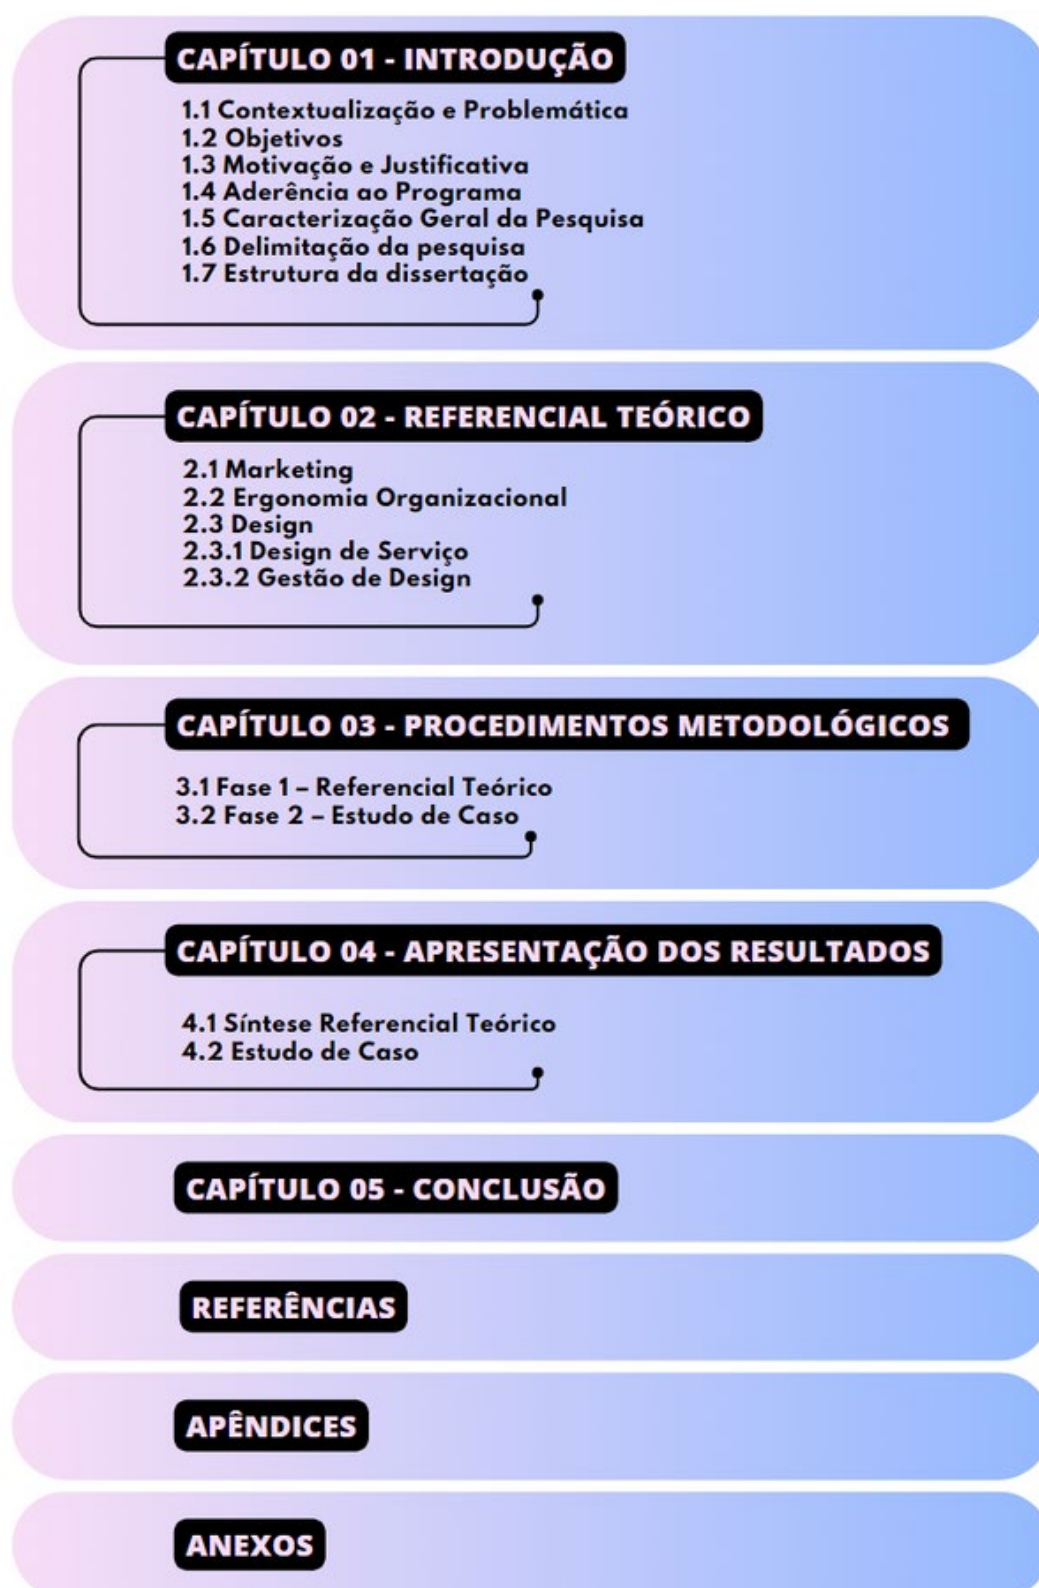 CAPÍTULO 01 - INTRODUÇÃO
1.1 Contextualização e Problemática
1.2 Objetivos
1.3 Motivação e Justificativa
1.4 Aderência ao Programa
1.5 Caracterização Geral da Pesquisa
1.6 Delimitação da pesquisa
1.7 Estrutura da dissertação
CAPÍTULO 02 - REFERENCIAL TEÓRICO
2.1 Marketing
2.2 Ergonomia Organizacional
2.3 Design
2.3.1 Design de Serviço
2.3.2 Gestão de Design
CAPÍTULO 03 - PROCEDIMENTOS METODOLÓGICOS
3.1 Fase 1 – Referencial Teórico
3.2 Fase 2 – Estudo de Caso
CAPÍTULO 04 - APRESENTAÇÃO DOS RESULTADOS
4.1 Síntese Referencial Teórico
4.2 Estudo de Caso
CAPÍTULO 05 - CONCLUSÃO
REFERÊNCIAS
APÊNDICES
ANEXOS